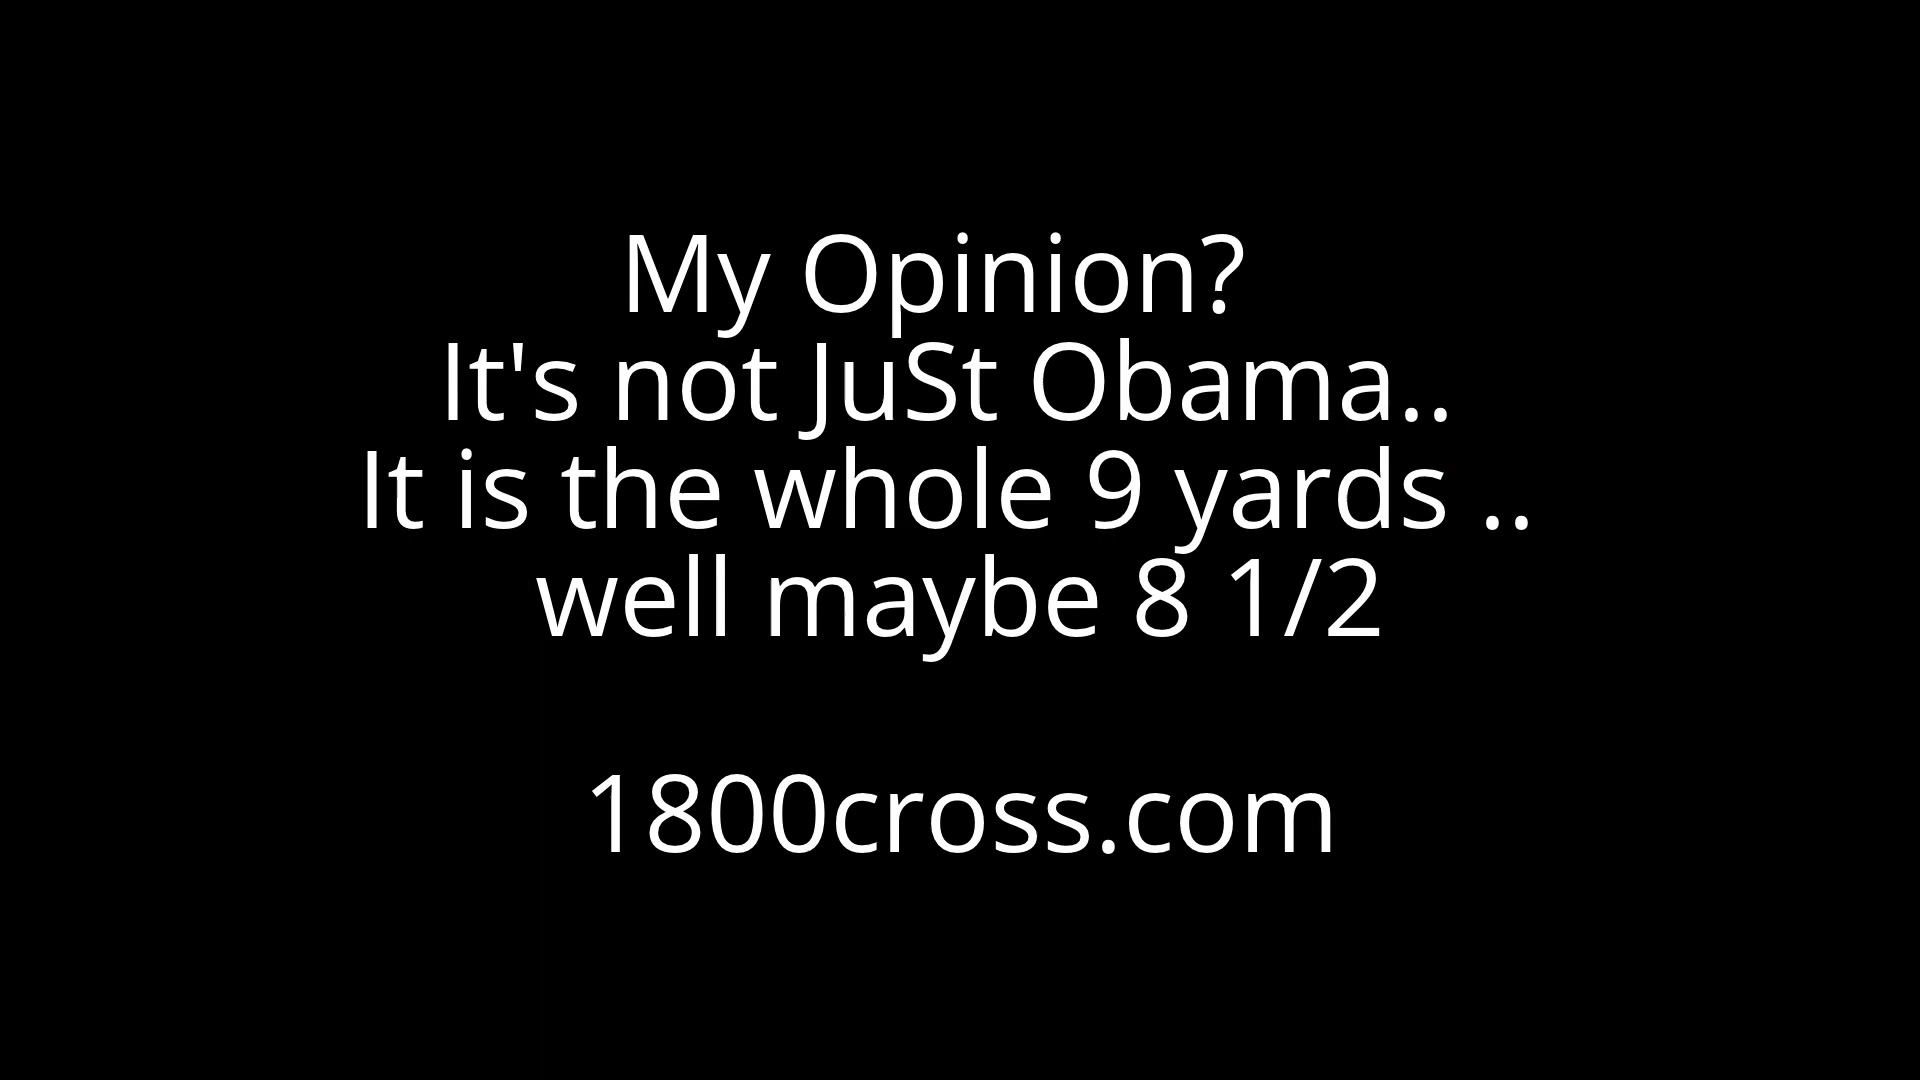 My Opinion?
It's not JuSt Obama..
It is the whole 9 yards ..
well maybe 8 1/2
1800cross.com